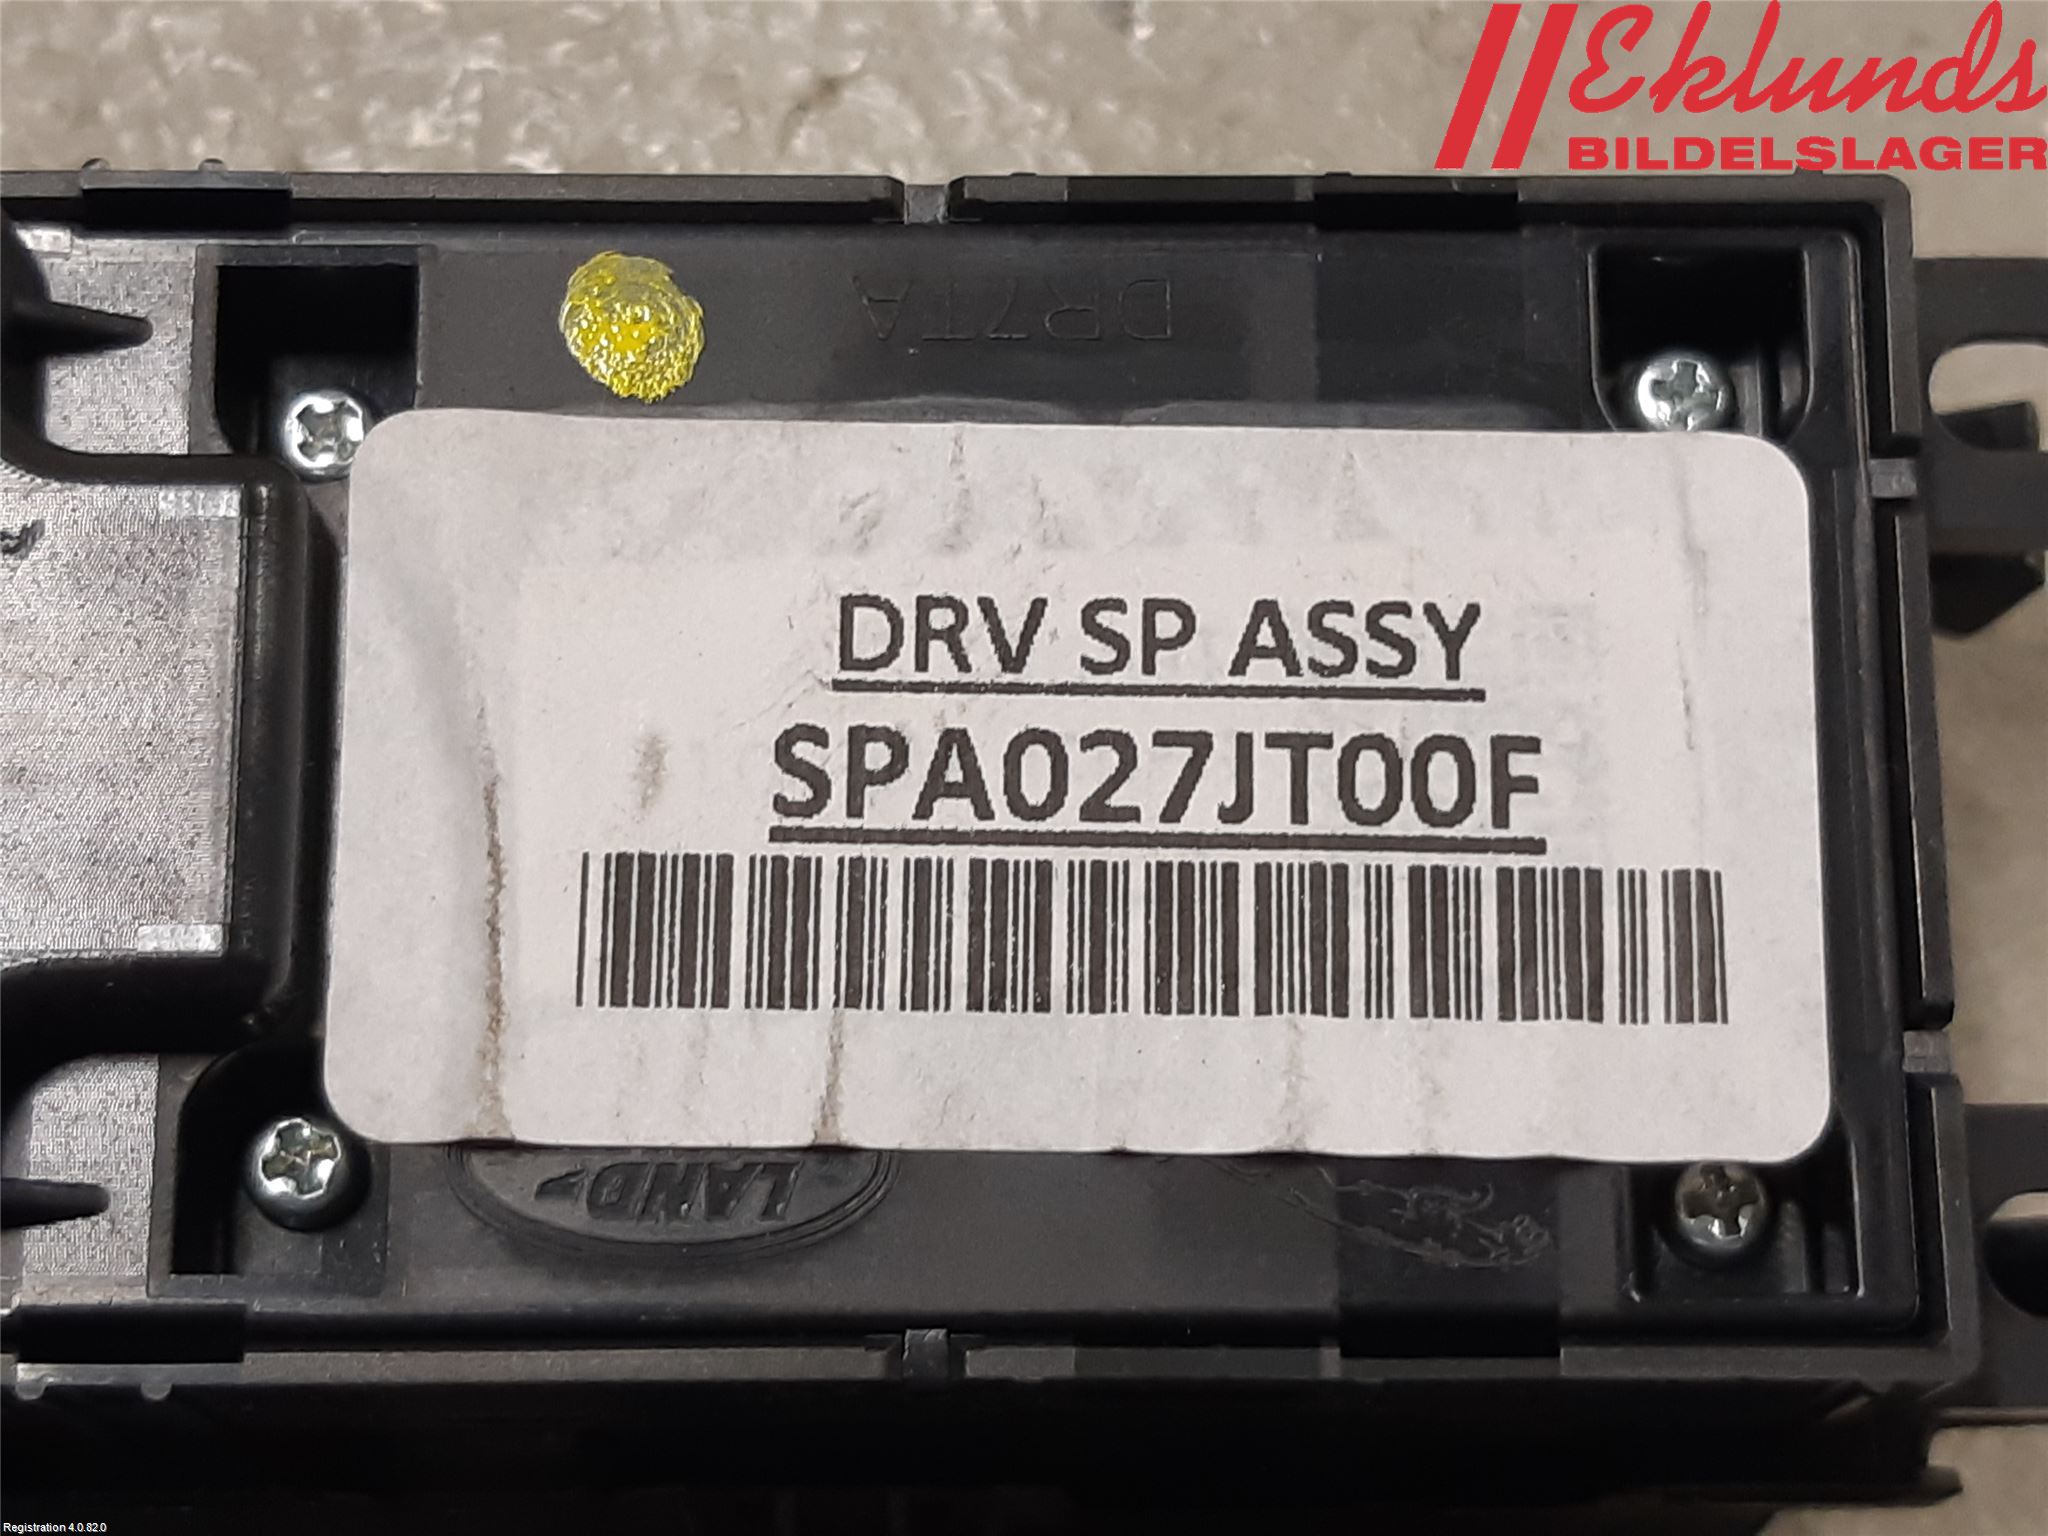 Eklunds
BILDELSLAGER
DR7TA
DRV SP ASSY
SPA027JT00F
LAND
Registration 4.0.82.0